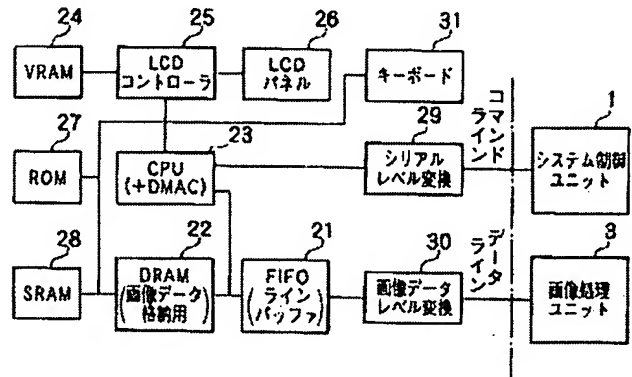 24
25
26
31
VRAM
LCD
コントローラ
LCD
パネル
キーボード
27
23
29
コマンドライン
1
ROM
CPU
(+DMAC)
シリアル
レベル変換
システム制御
ユニット
28
22
21
30
データライン
3
SRAM
DRAM
(画像データ
格納用)
FIFO
(ライン
バッファ)
画像データ
レベル変換
画像処理
ユニット